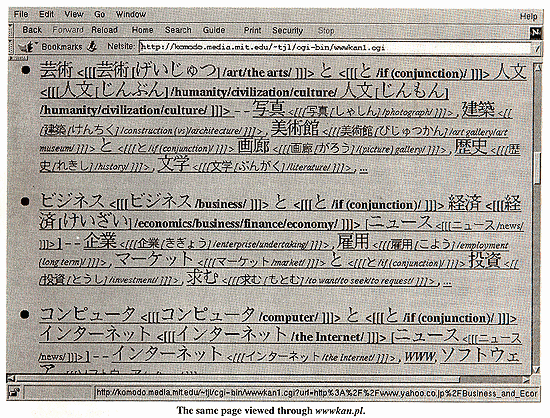 File Edit View Go Window Help
Back Forward Reload Home Search Guide Print Security Stop
Bookmarks Netsite: http://komodo.media.mit.edu/~tjl/cgi-bin/wwwkan1.cgi
• 芸術 <[[[芸術 [げいじゅつ] /art/the arts/ ]]]> と <[[[と /if (conjunction)/ ]]]> 人文
<[[[人文 [じんぶん] /humanity/civilization/culture/ 人文 [じんもん]
/humanity/civilization/culture/ ]]]> -- 写真 <[[[写真 [しゃしん] /photograph/ ]]]>, 建築
<[[[建築 [けんちく] /construction (vs)/architecture/ ]]]>, 美術館 <[[[美術館 [びじゅつかん] /art gallery/art
museum/ ]]]> と <[[[と /if (conjunction)/ ]]]> 画廊 <[[[画廊 [がろう] /(picture) gallery/ ]]]>, 歴史 <[[[歴
史 [れきし] /history/ ]]]>, 文学 <[[[文学 [ぶんがく] /literature/ ]]]>, ...
• ビジネス <[[[ビジネス /business/ ]]]> と <[[[と /if (conjunction)/ ]]]> 経済 <[[[経
済 [けいざい] /economics/business/finance/economy/ ]]]> [ニュース <[[[ニュース /news/
]]]>] -- 企業 <[[[企業 [きぎょう] /enterprise/undertaking/ ]]]>, 雇用 <[[[雇用 [こよう] /employment
(long term)/ ]]]>, マーケット <[[[マーケット /market/ ]]]> と <[[[と /if (conjunction)/ ]]]> 投資 <[[[
投資 [とうし] /investment/ ]]]>, 求む <[[[求む [もとむ] /to want/to seek/to request/ ]]]>, ...
• コンピュータ <[[[コンピュータ /computer/ ]]]> と <[[[と /if (conjunction)/ ]]]>
インターネット <[[[インターネット /the Internet/ ]]]> [ニュース <[[[ニュース
/news/ ]]]>] -- インターネット <[[[インターネット /the Internet/ ]]]>, WWW, ソフトウェ
http://komodo.media.mit.edu/~tjl/cgi-bin/wwwkan1.cgi?url=http%3A%2F%2Fwww.yahoo.co.jp%2FBusiness_and_Econ
The same page viewed through wwwkan.pl.